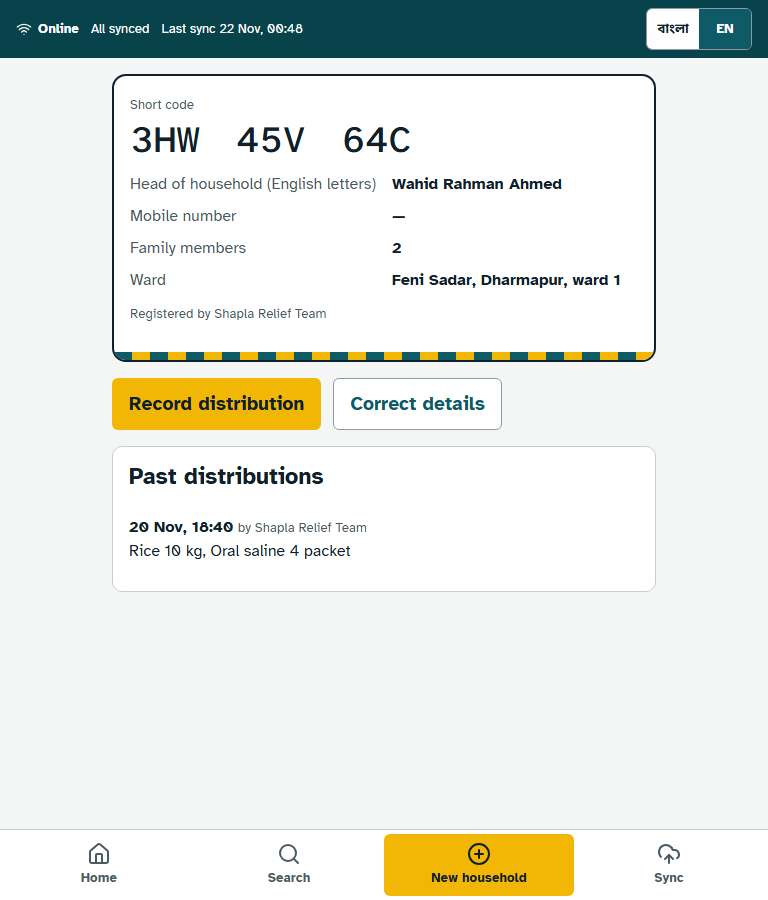 Online All synced Last sync 22 Nov, 00:48
বাংলা EN
Short code
3HW 45V 64C
Head of household (English letters) Wahid Rahman Ahmed
Mobile number —
Family members 2
Ward Feni Sadar, Dharmapur, ward 1
Registered by Shapla Relief Team
Record distribution Correct details
Past distributions
20 Nov, 18:40 by Shapla Relief Team
Rice 10 kg, Oral saline 4 packet
Home Search New household Sync